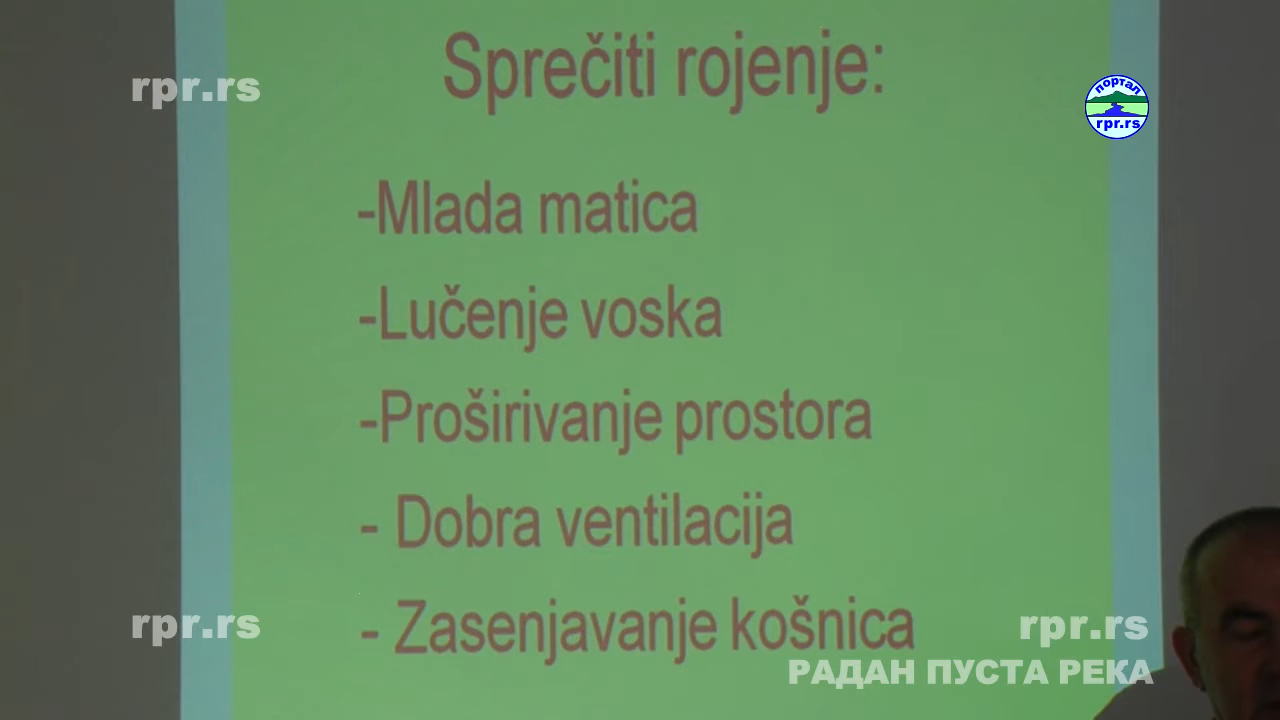 Sprečiti rojenje:
rpr.rs
портал
rpr.rs
-Mlada matica
-Lučenje voska
-Proširivanje prostora
- Dobra ventilacija
- Zasenjavanje košnica
rpr.rs
rpr.rs
РАДАН ПУСТА РЕКА